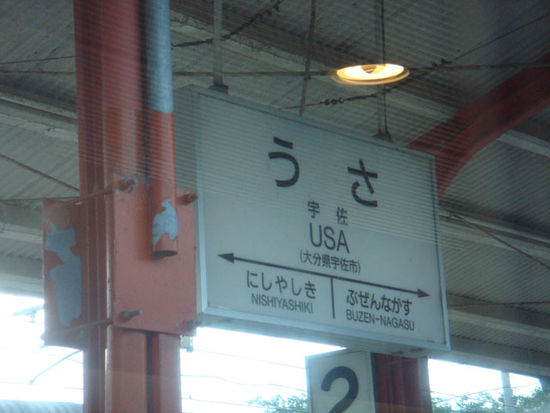 うさ
宇佐
USA
(大分県宇佐市)
にしやしき
NISHIYASHIKI
ぶぜんながす
BUZEN-NAGASU
2